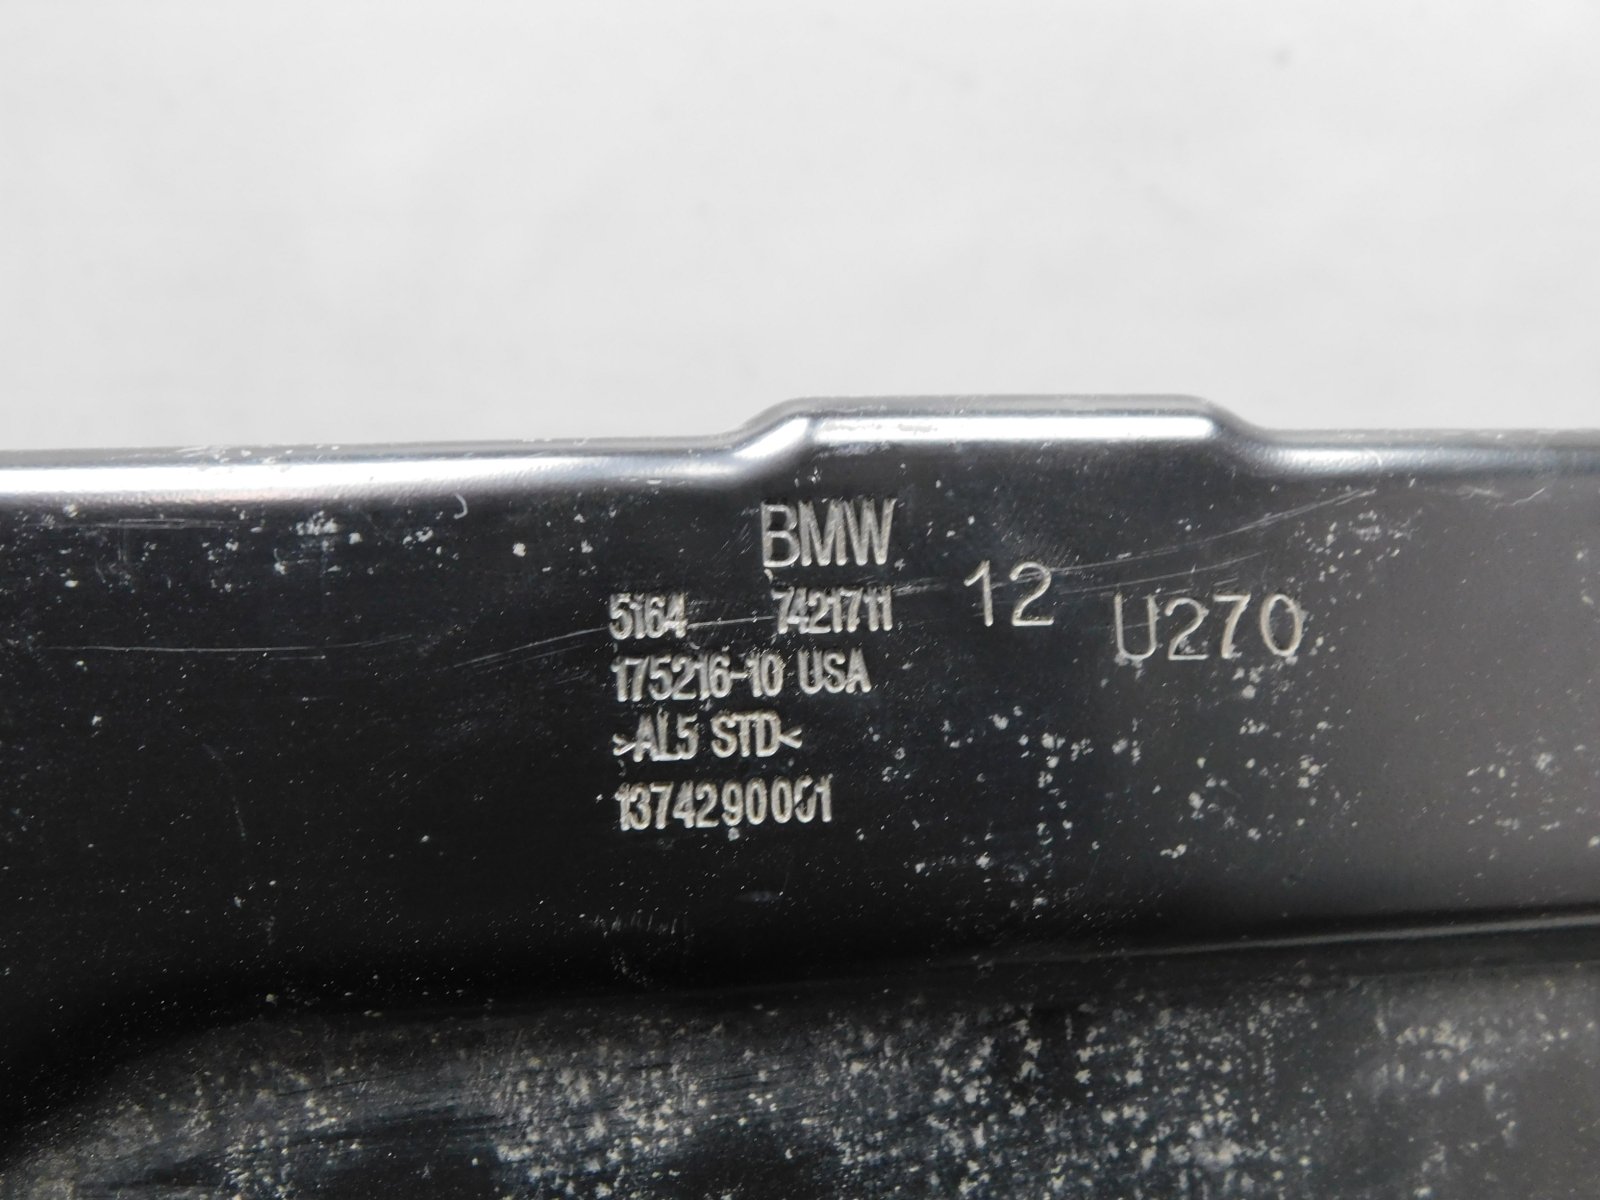 BMW
5164 7421711 12 U270
175216-10 USA
>AL5 STD<
1374290001